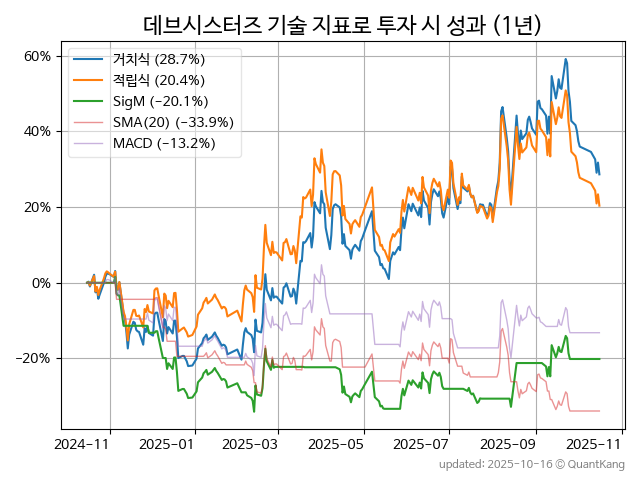 데브시스터즈 기술 지표로 투자 시 성과 (1년)
거치식 (28.7%)
적립식 (20.4%)
SigM (−20.1%)
SMA(20) (−33.9%)
MACD (−13.2%)
60%
40%
20%
0%
−20%
2024-11 2025-01 2025-03 2025-05 2025-07 2025-09 2025-11
updated: 2025-10-16 © QuantKang